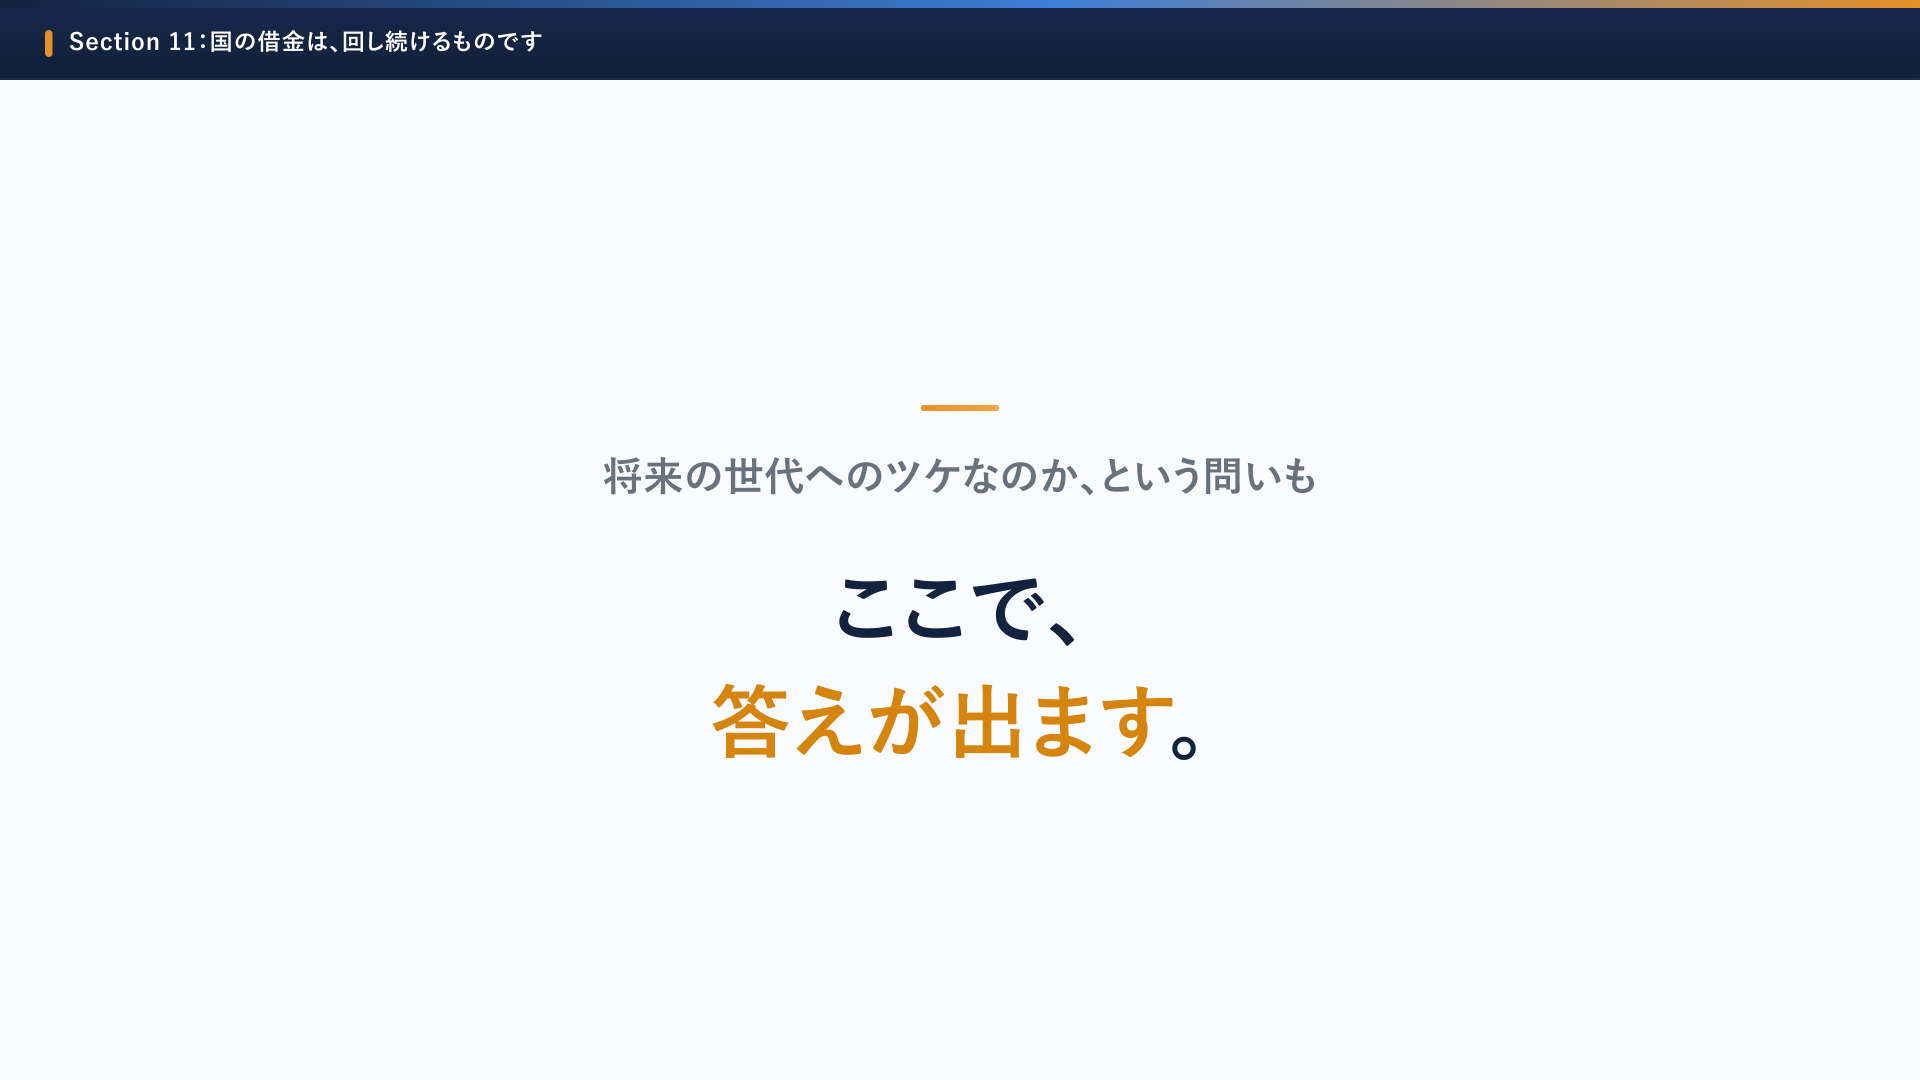 Section 11：国の借金は、回し続けるものです
将来の世代へのツケなのか、という問いも
ここで、
答えが出ます。